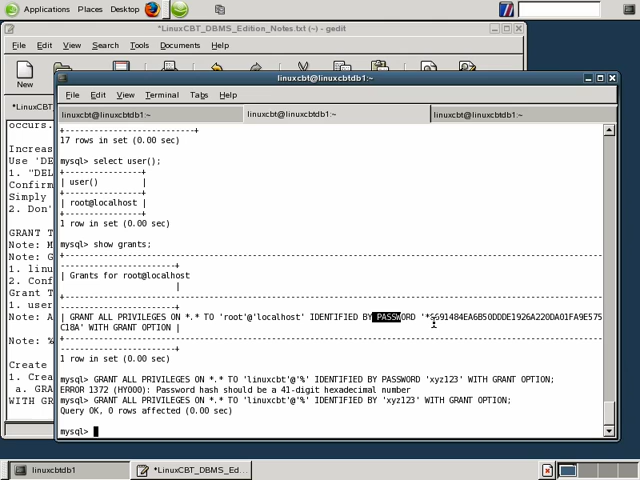 Applications Places Desktop
*LinuxCBT_DBMS_Edition_Notes.txt (~) - gedit
File Edit View Search Tools Documents Help
New
*LinuxCBT_
occurs.
Increas
Use 'DE
1. "DEL
Confirm
Simply
2. Don'
GRANT T
Note: M
Note: G
1. linu
2. Conf
Grant T
1. user
Note: A
Note: %
Create
1. Crea
a. GRA
WITH GR
linuxcbt@linuxcbtdb1:~
File Edit View Terminal Tabs Help
linuxcbt@linuxcbtdb1:~ linuxcbt@linuxcbtdb1:~ linuxcbt@linuxcbtdb1:~
+--------------------------+
17 rows in set (0.00 sec)
mysql> select user();
+----------------+
| user() |
+----------------+
| root@localhost |
+----------------+
1 row in set (0.00 sec)
mysql> show grants;
| Grants for root@localhost
|
| GRANT ALL PRIVILEGES ON *.* TO 'root'@'localhost' IDENTIFIED BY PASSWORD
C18A' WITH GRANT OPTION |
1 row in set (0.00 sec)
mysql> GRANT ALL PRIVILEGES ON *.* TO 'linuxcbt'@'%' IDENTIFIED BY PASSWORD 'xyz123' WITH GRANT OPTION;
ERROR 1372 (HY000): Password hash should be a 41-digit hexadecimal number
mysql> GRANT ALL PRIVILEGES ON *.* TO 'linuxcbt'@'%' IDENTIFIED BY 'xyz123' WITH GRANT OPTION;
Query OK, 0 rows affected (0.00 sec)
mysql>
linuxcbtdb1 *LinuxCBT_DBMS_Ed...